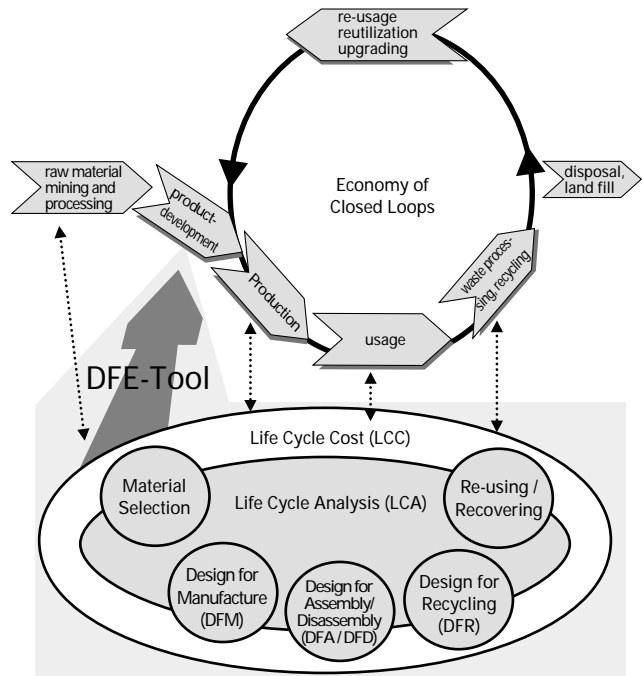 re-usage
reutilization
upgrading
raw material
mining and
processing
product-
development
Economy of
Closed Loops
disposal,
land fill
Production
usage
waste proces-
sing, recycling
DFE-Tool
Life Cycle Cost (LCC)
Material
Selection
Life Cycle Analysis (LCA)
Re-using /
Recovering
Design for
Manufacture
(DFM)
Design for
Assembly/
Disassembly
(DFA / DFD)
Design for
Recycling
(DFR)